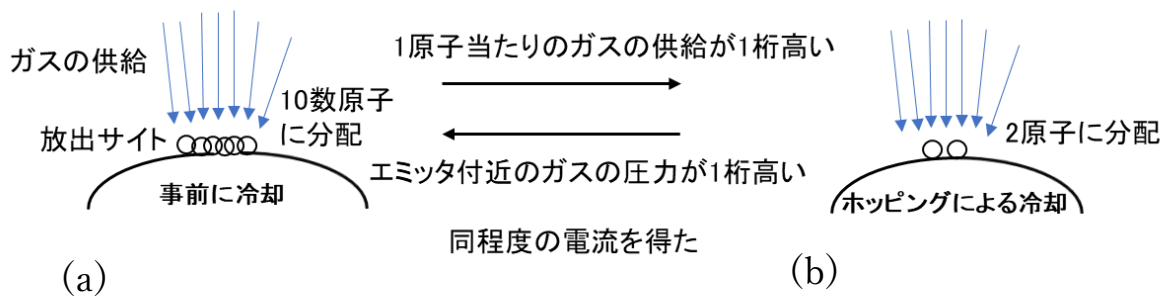 ガスの供給
放出サイト
10数原子
に分配
事前に冷却
(a)
1原子当たりのガスの供給が1桁高い
エミッタ付近のガスの圧力が1桁高い
同程度の電流を得た
2原子に分配
ホッピングによる冷却
(b)